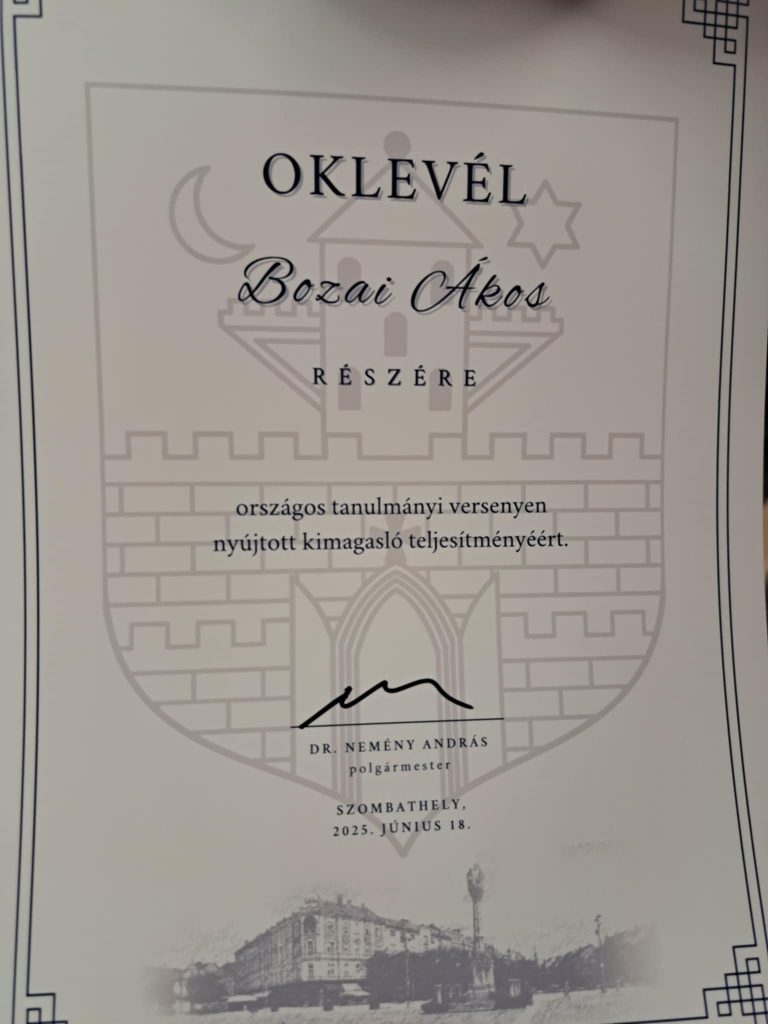 OKLEVÉL
Bozai Ákos
RÉSZÉRE
országos tanulmányi versenyen
nyújtott kimagasló teljesítményéért.
DR. NEMÉNY ANDRÁS
polgármester
SZOMBATHELY,
2025. JÚNIUS 18.